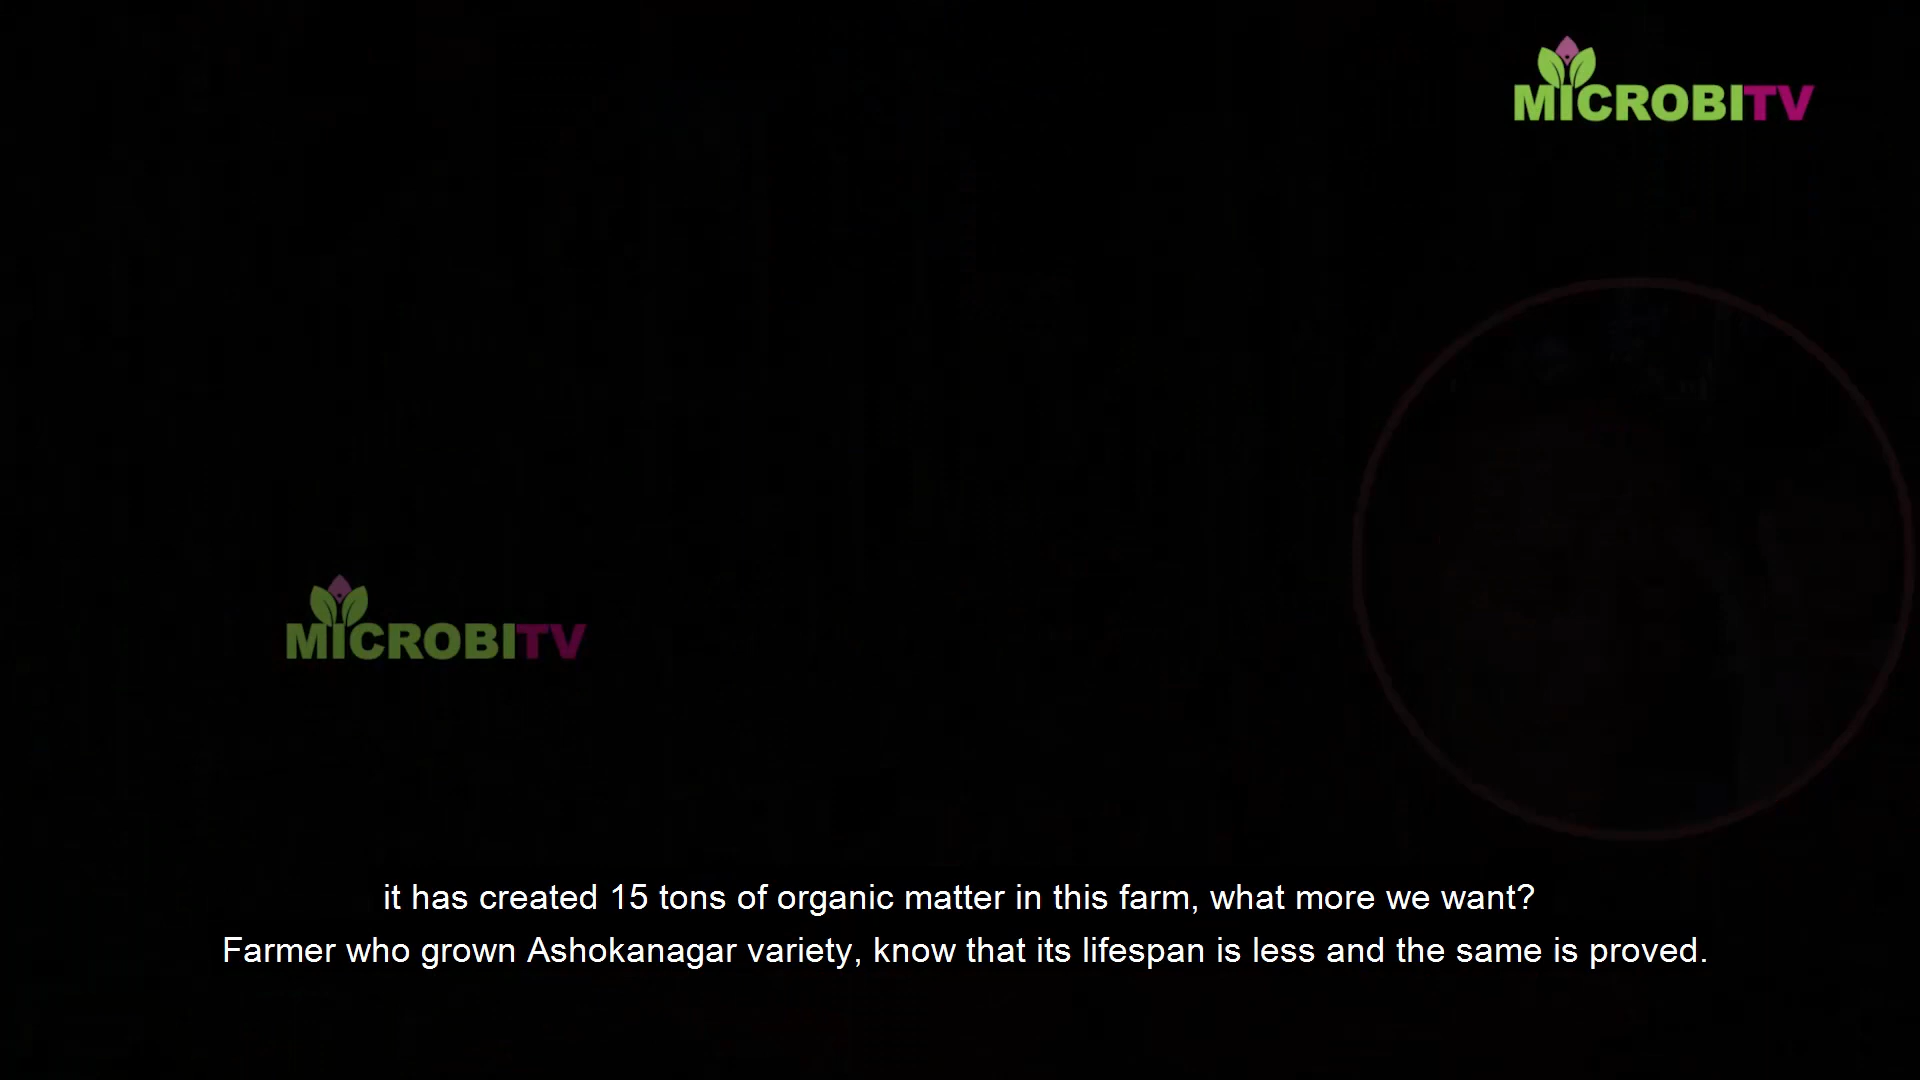 MICROBITV
MICROBITV
it has created 15 tons of organic matter in this farm, what more we want?
Farmer who grown Ashokanagar variety, know that its lifespan is less and the same is proved.